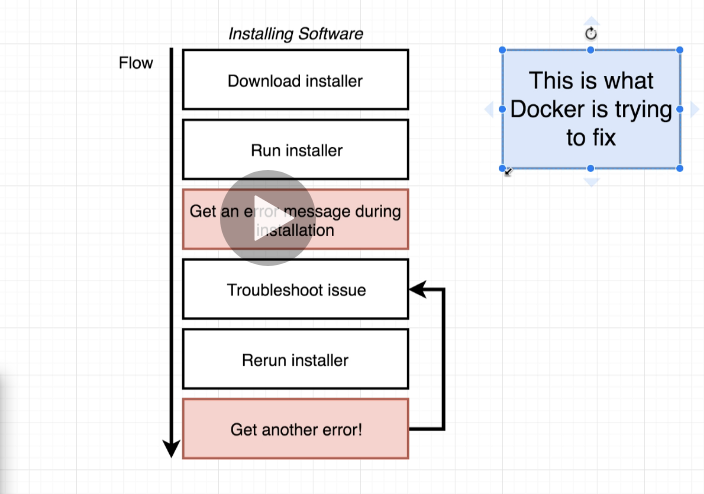 Installing Software
Flow
Download installer
Run installer
Get an error message during
installation
Troubleshoot issue
Rerun installer
Get another error!
This is what
Docker is trying
to fix